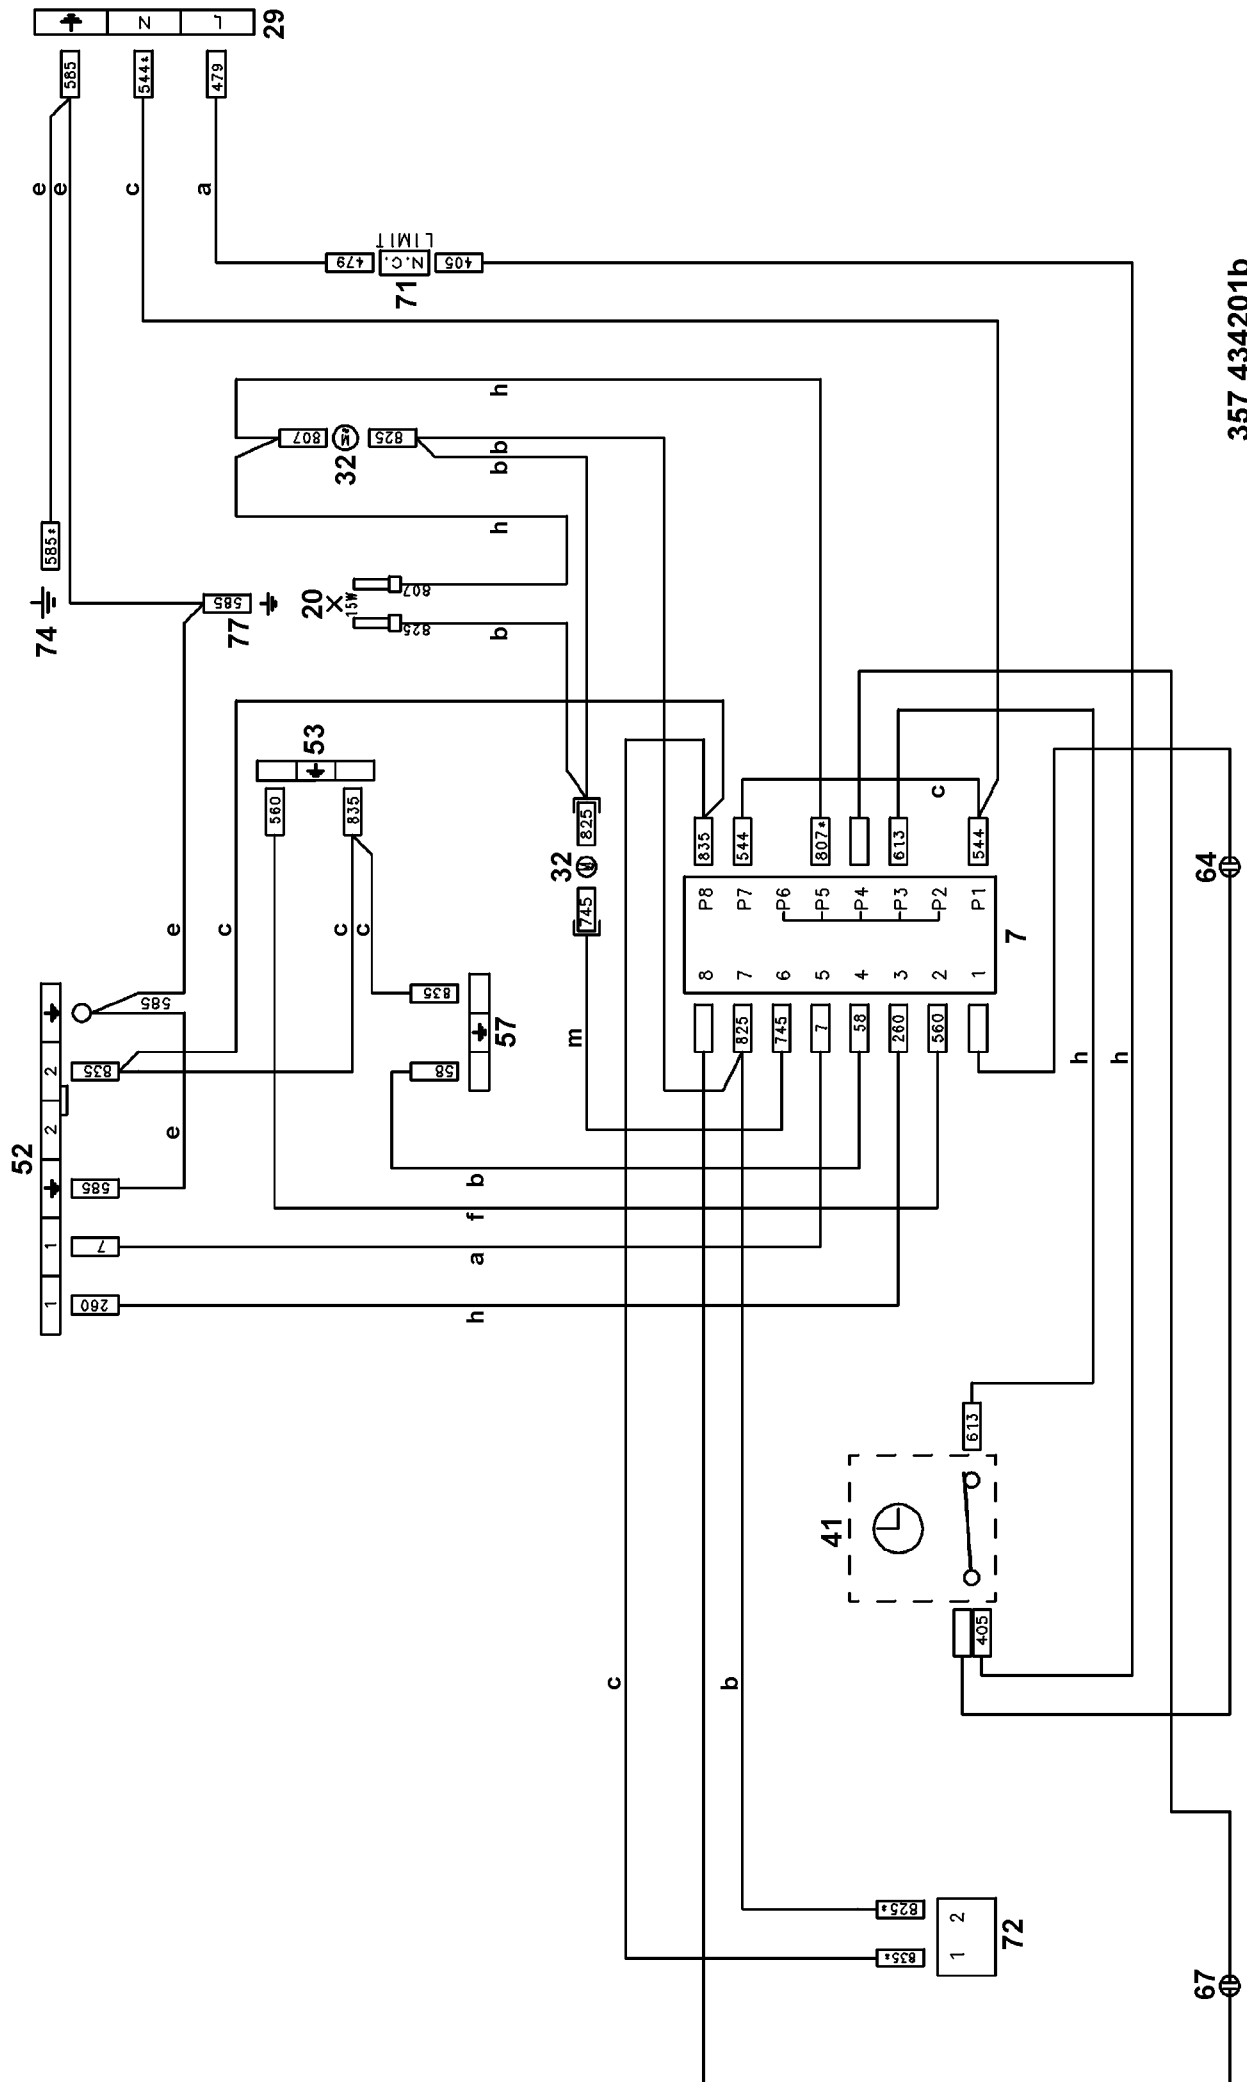 29
⏚ N L
585
544*
479
e
e
c
a
LIMIT
479 N.C. 405
71
h
807 M 825
32
b
b
h
585*
74
585
77
20
15W
807
825
b
53
560
835
c
825
32
M
745
m
e
c
c
c
585
835
58
57
835
52
1 1 2 2
585
7
260
e
b
f
a
h
835
544
807*
613
544
P8
P7
P6
P5
P4
P3
P2
P1
8
7
6
5
4
3
2
1
7
825
745
7
58
260
560
h
h
64
613
41
405
c
b
825*
835*
1 2
72
67
357 434201b